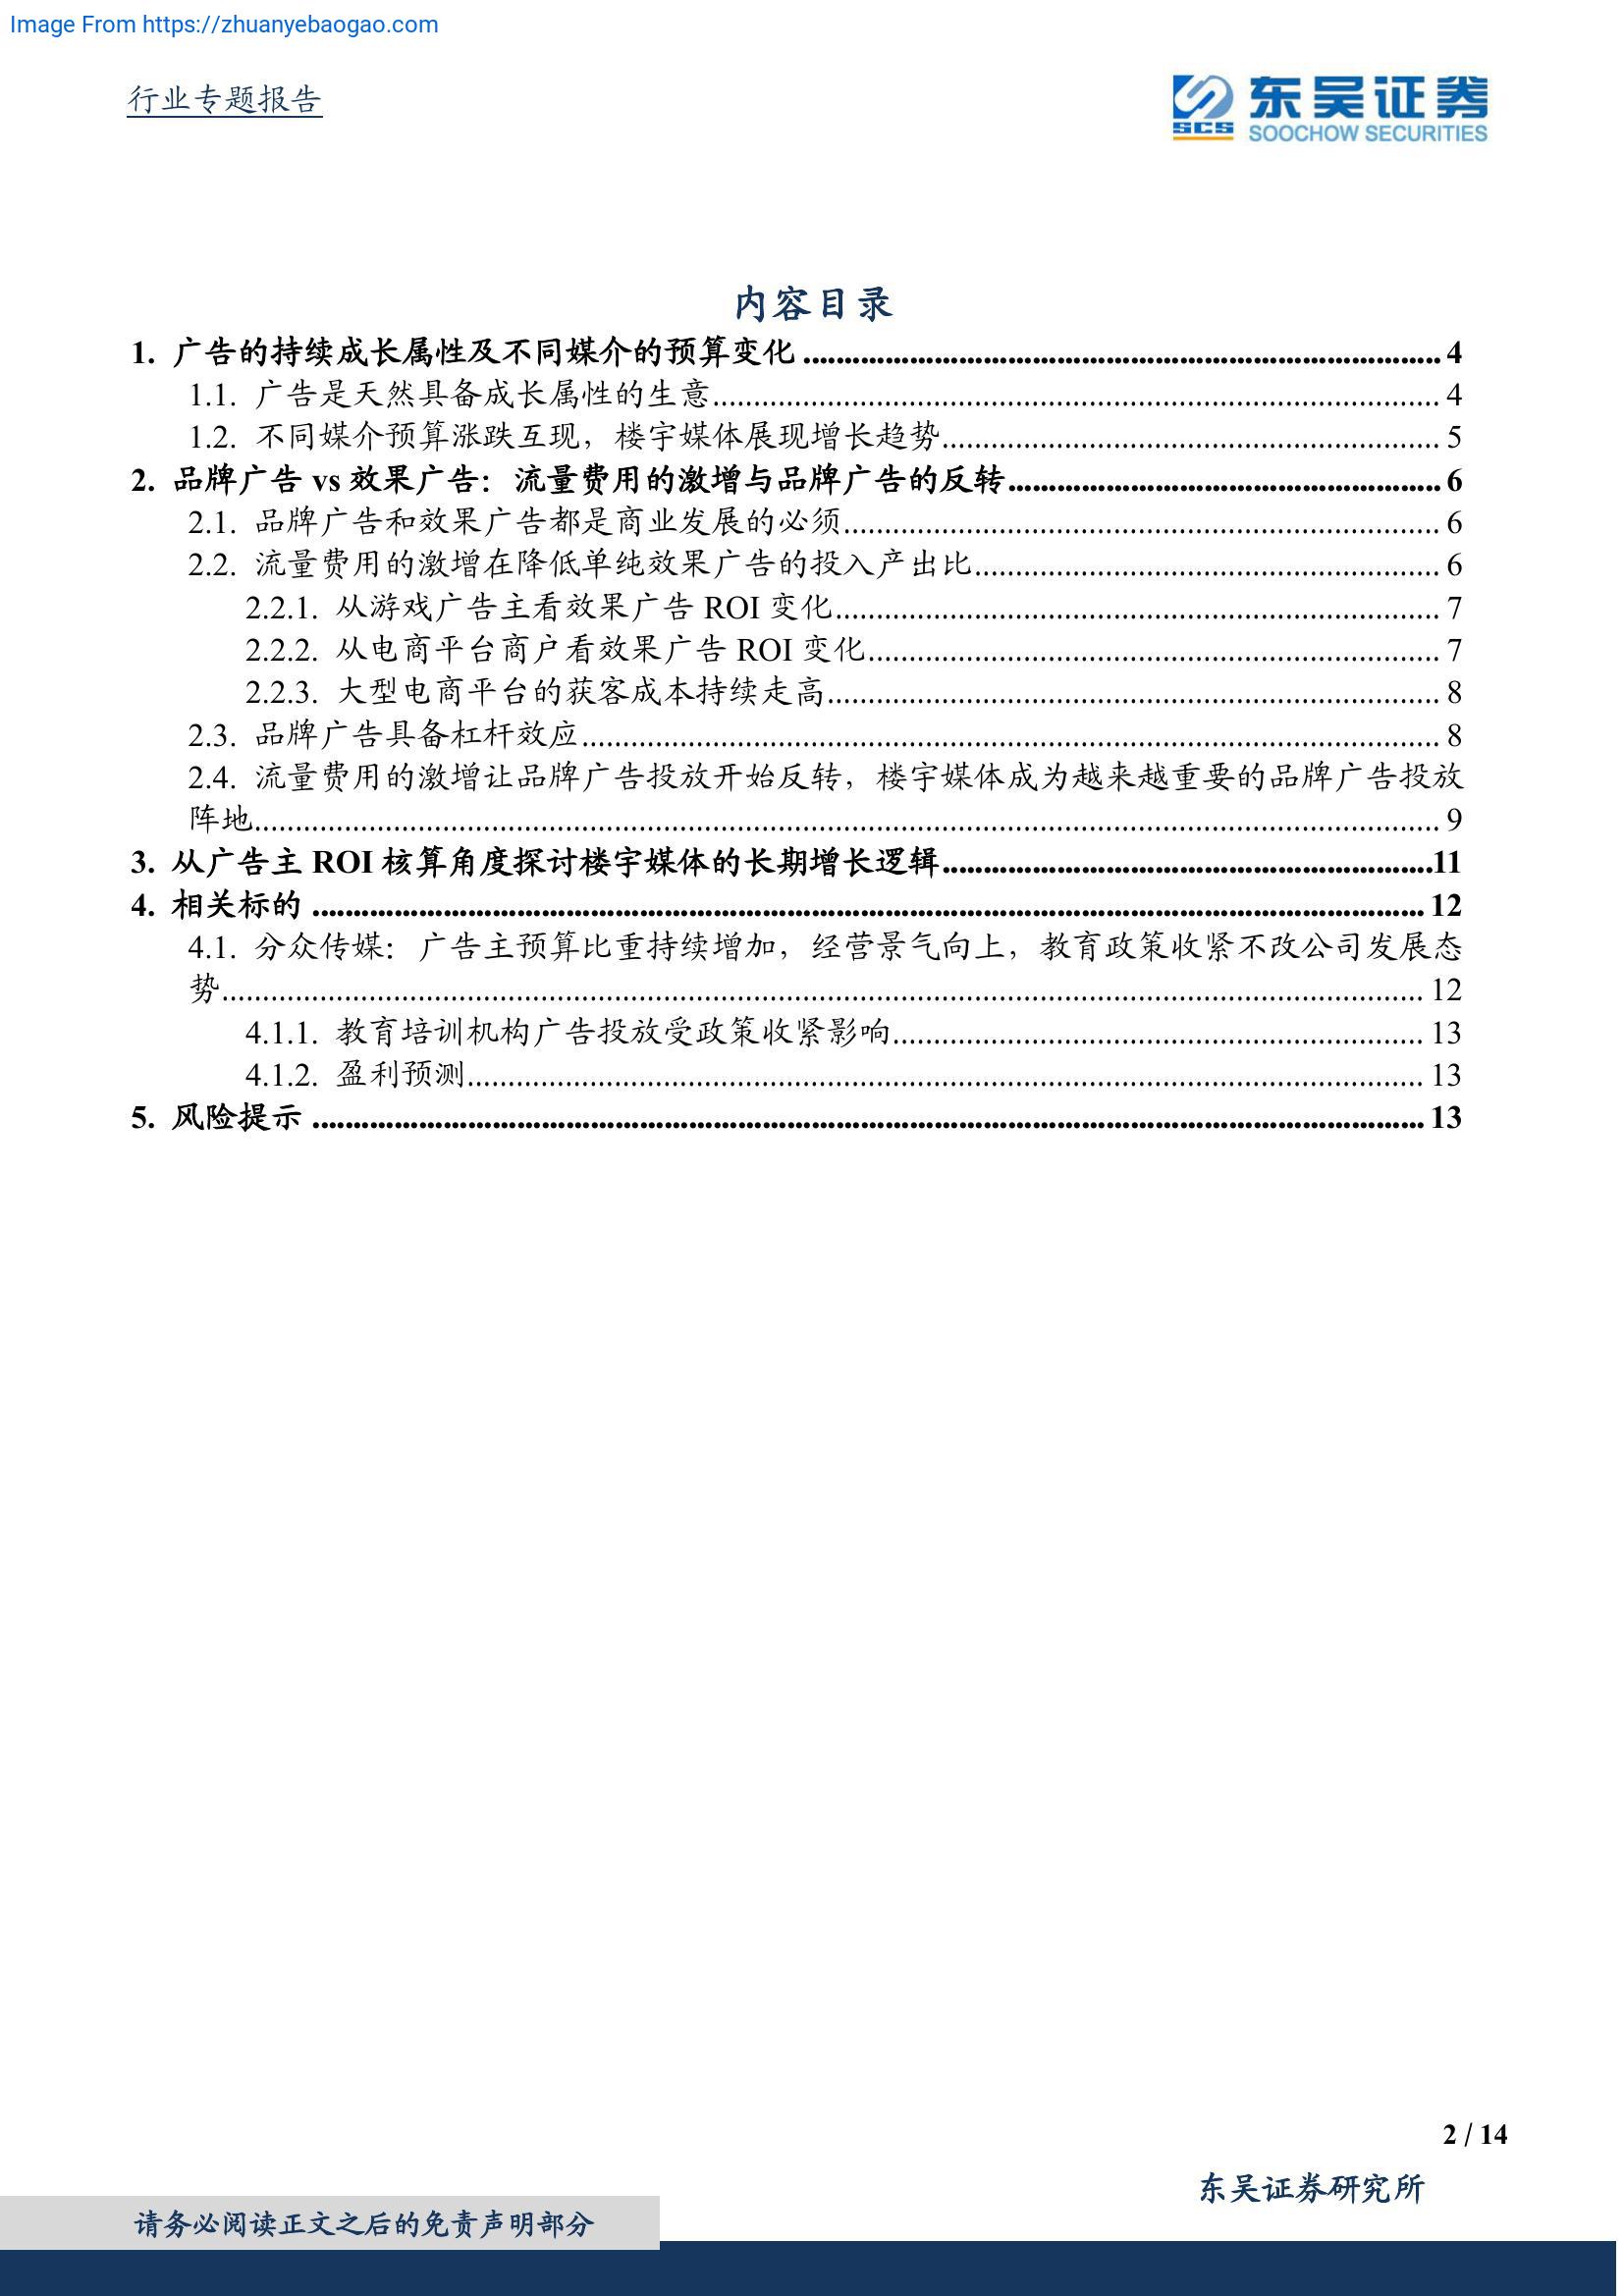 Image From https://zhuanyebaogao.com
行业专题报告
SCS 东吴证券
SOOCHOW SECURITIES
内容目录
1. 广告的持续成长属性及不同媒介的预算变化 ........ 4
1.1. 广告是天然具备成长属性的生意........ 4
1.2. 不同媒介预算涨跌互现，楼宇媒体展现增长趋势........ 5
2. 品牌广告 vs 效果广告：流量费用的激增与品牌广告的反转........ 6
2.1. 品牌广告和效果广告都是商业发展的必须........ 6
2.2. 流量费用的激增在降低单纯效果广告的投入产出比........ 6
2.2.1. 从游戏广告主看效果广告 ROI 变化........ 7
2.2.2. 从电商平台商户看效果广告 ROI 变化........ 7
2.2.3. 大型电商平台的获客成本持续走高........ 8
2.3. 品牌广告具备杠杆效应........ 8
2.4. 流量费用的激增让品牌广告投放开始反转，楼宇媒体成为越来越重要的品牌广告投放
阵地........ 9
3. 从广告主 ROI 核算角度探讨楼宇媒体的长期增长逻辑........11
4. 相关标的 ........ 12
4.1. 分众传媒：广告主预算比重持续增加，经营景气向上，教育政策收紧不改公司发展态
势........ 12
4.1.1. 教育培训机构广告投放受政策收紧影响........ 13
4.1.2. 盈利预测........ 13
5. 风险提示 ........ 13
2 / 14
东吴证券研究所
请务必阅读正文之后的免责声明部分